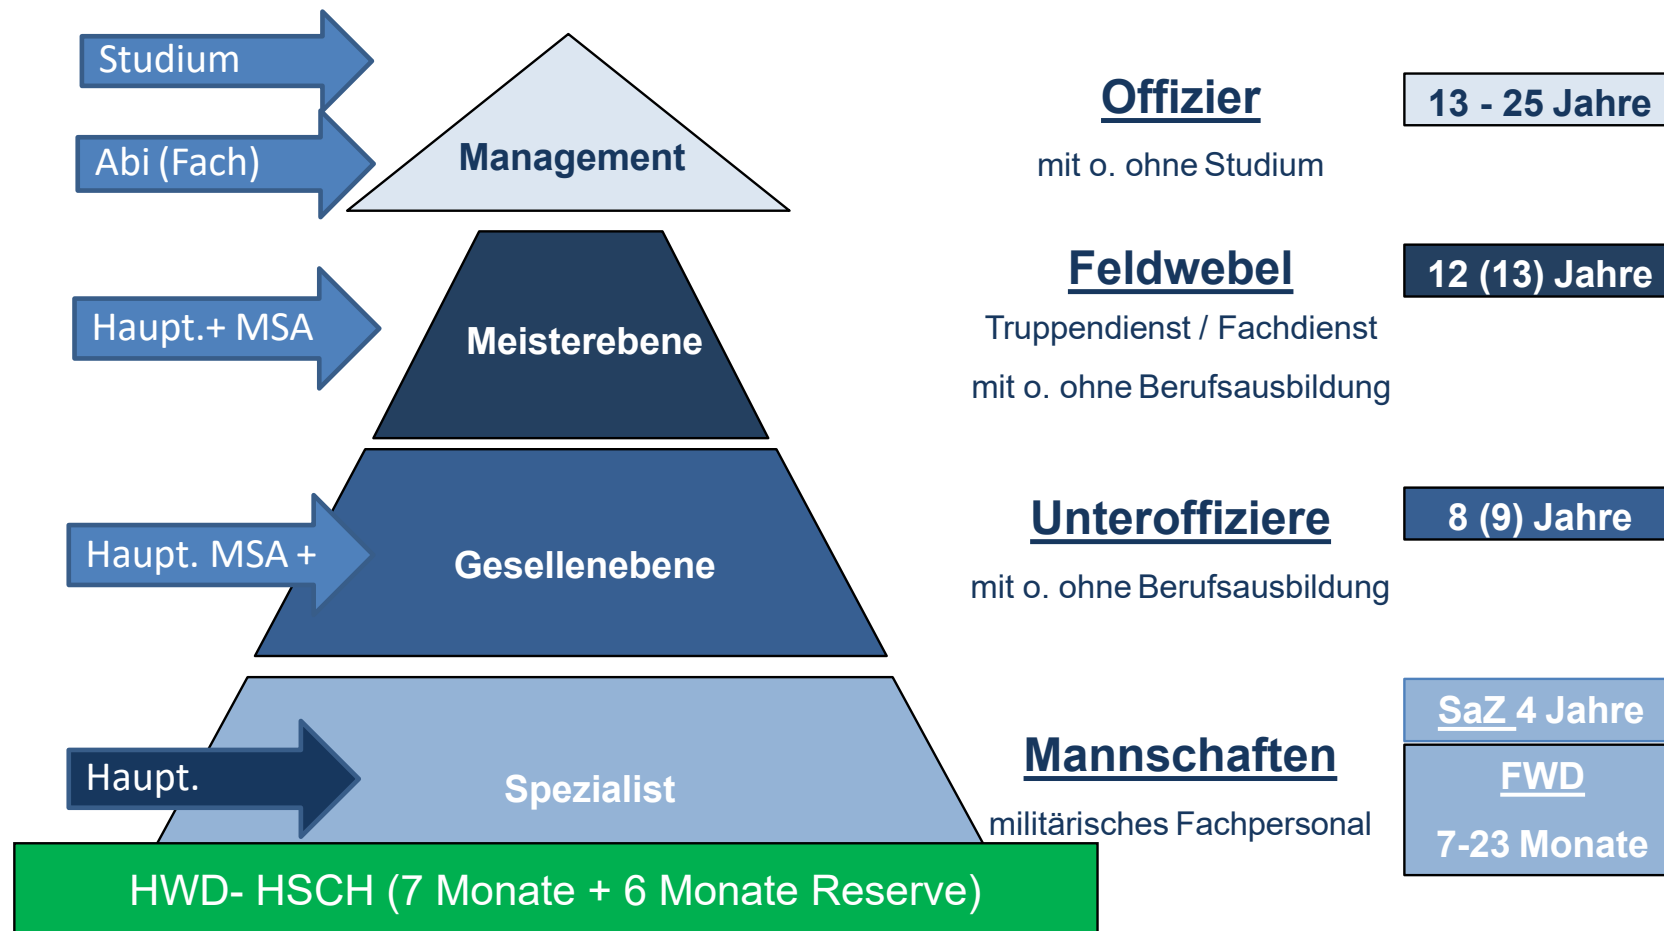 Studium
Abi (Fach)
Management
Offizier
mit o. ohne Studium
13 - 25 Jahre
Haupt.+ MSA
Meisterebene
Feldwebel
Truppendienst / Fachdienst
mit o. ohne Berufsausbildung
12 (13) Jahre
Haupt. MSA +
Gesellenebene
Unteroffiziere
mit o. ohne Berufsausbildung
8 (9) Jahre
Haupt.
Spezialist
Mannschaften
militärisches Fachpersonal
SaZ 4 Jahre
FWD
7-23 Monate
HWD- HSCH (7 Monate + 6 Monate Reserve)